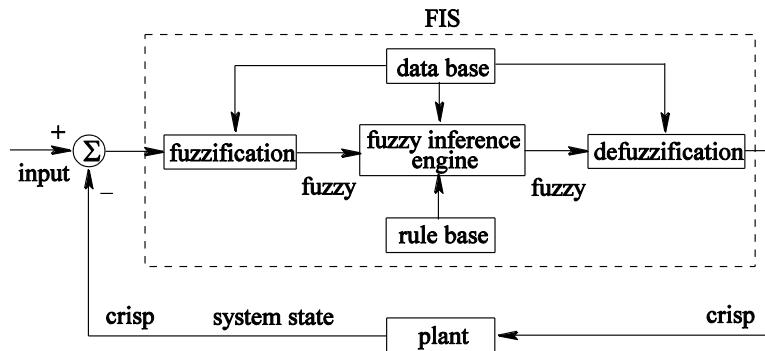 FIS
data base
+
Σ
fuzzification
fuzzy inference
engine
defuzzification
input
−
fuzzy
fuzzy
rule base
crisp
system state
plant
crisp